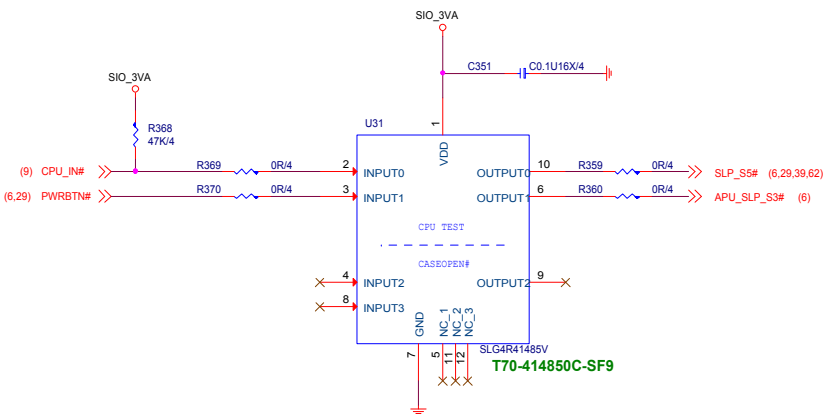 SIO_3VA
C351 C0.1U16X/4
SIO_3VA
R368
47K/4
U31
1
VDD
(9) CPU_IN# R369 0R/4 2 INPUT0 OUTPUT0 10 R359 0R/4 SLP_S5# (6,29,39,62)
(6,29) PWRBTN# R370 0R/4 3 INPUT1 OUTPUT1 6 R360 0R/4 APU_SLP_S3# (6)
CPU TEST
CASEOPEN#
4 INPUT2 OUTPUT2 9
8 INPUT3
GND NC_1 NC_2 NC_3
7 5 11 12
SLG4R41485V
T70-414850C-SF9